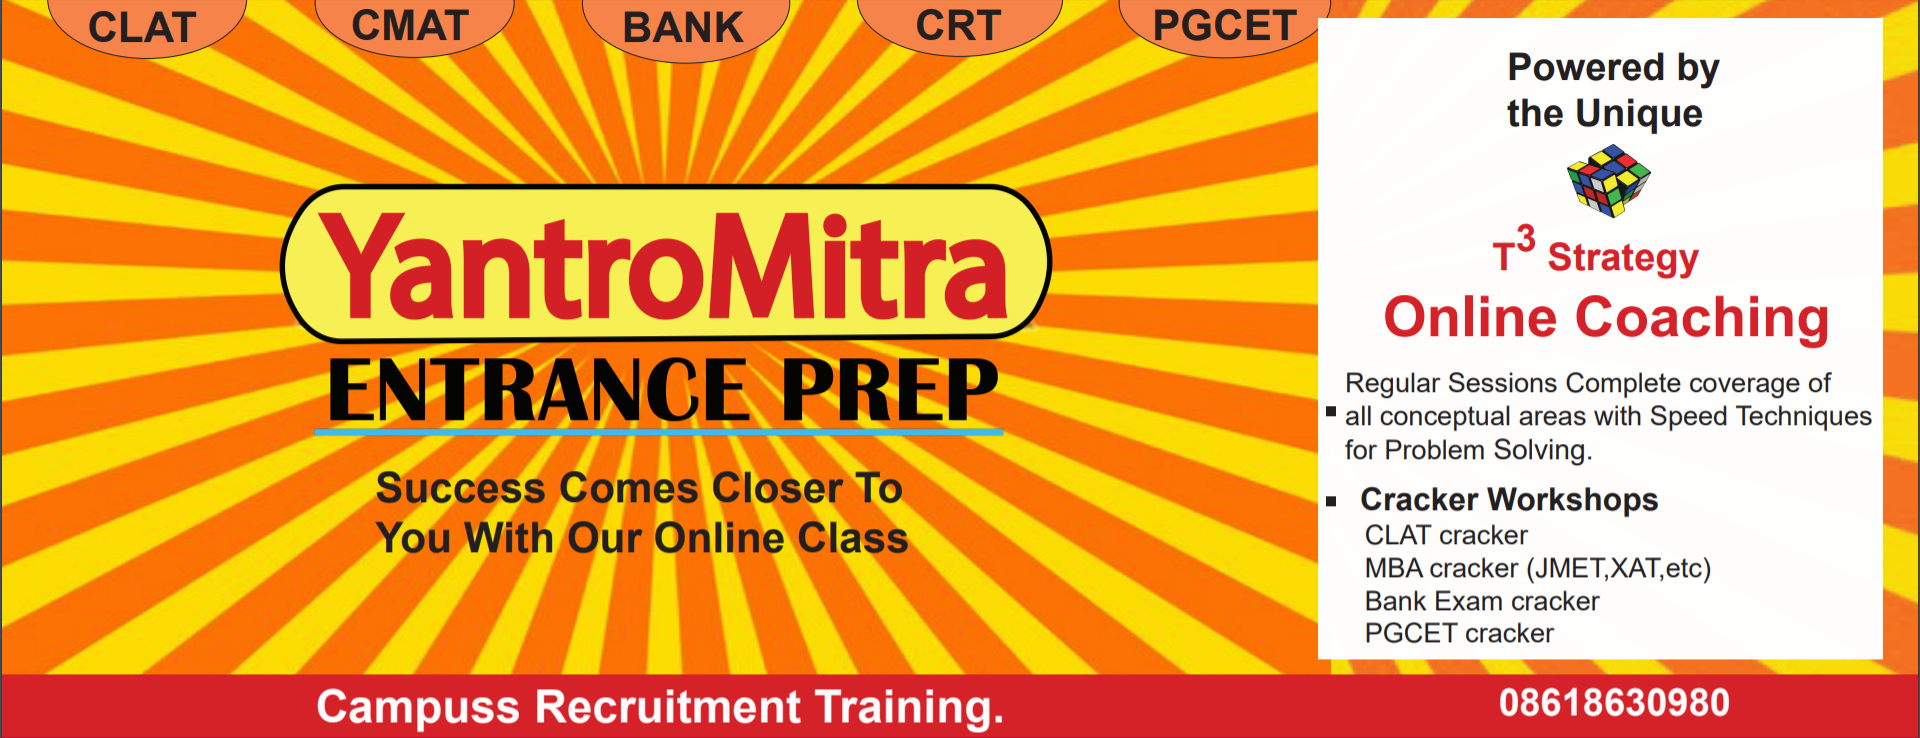 CLAT
CMAT
BANK
CRT
PGCET
YantroMitra
ENTRANCE PREP
Success Comes Closer To
You With Our Online Class
Powered by
the Unique
T³ Strategy
Online Coaching
Regular Sessions Complete coverage of
▪ all conceptual areas with Speed Techniques
for Problem Solving.
▪ Cracker Workshops
CLAT cracker
MBA cracker (JMET,XAT,etc)
Bank Exam cracker
PGCET cracker
Campuss Recruitment Training.
08618630980